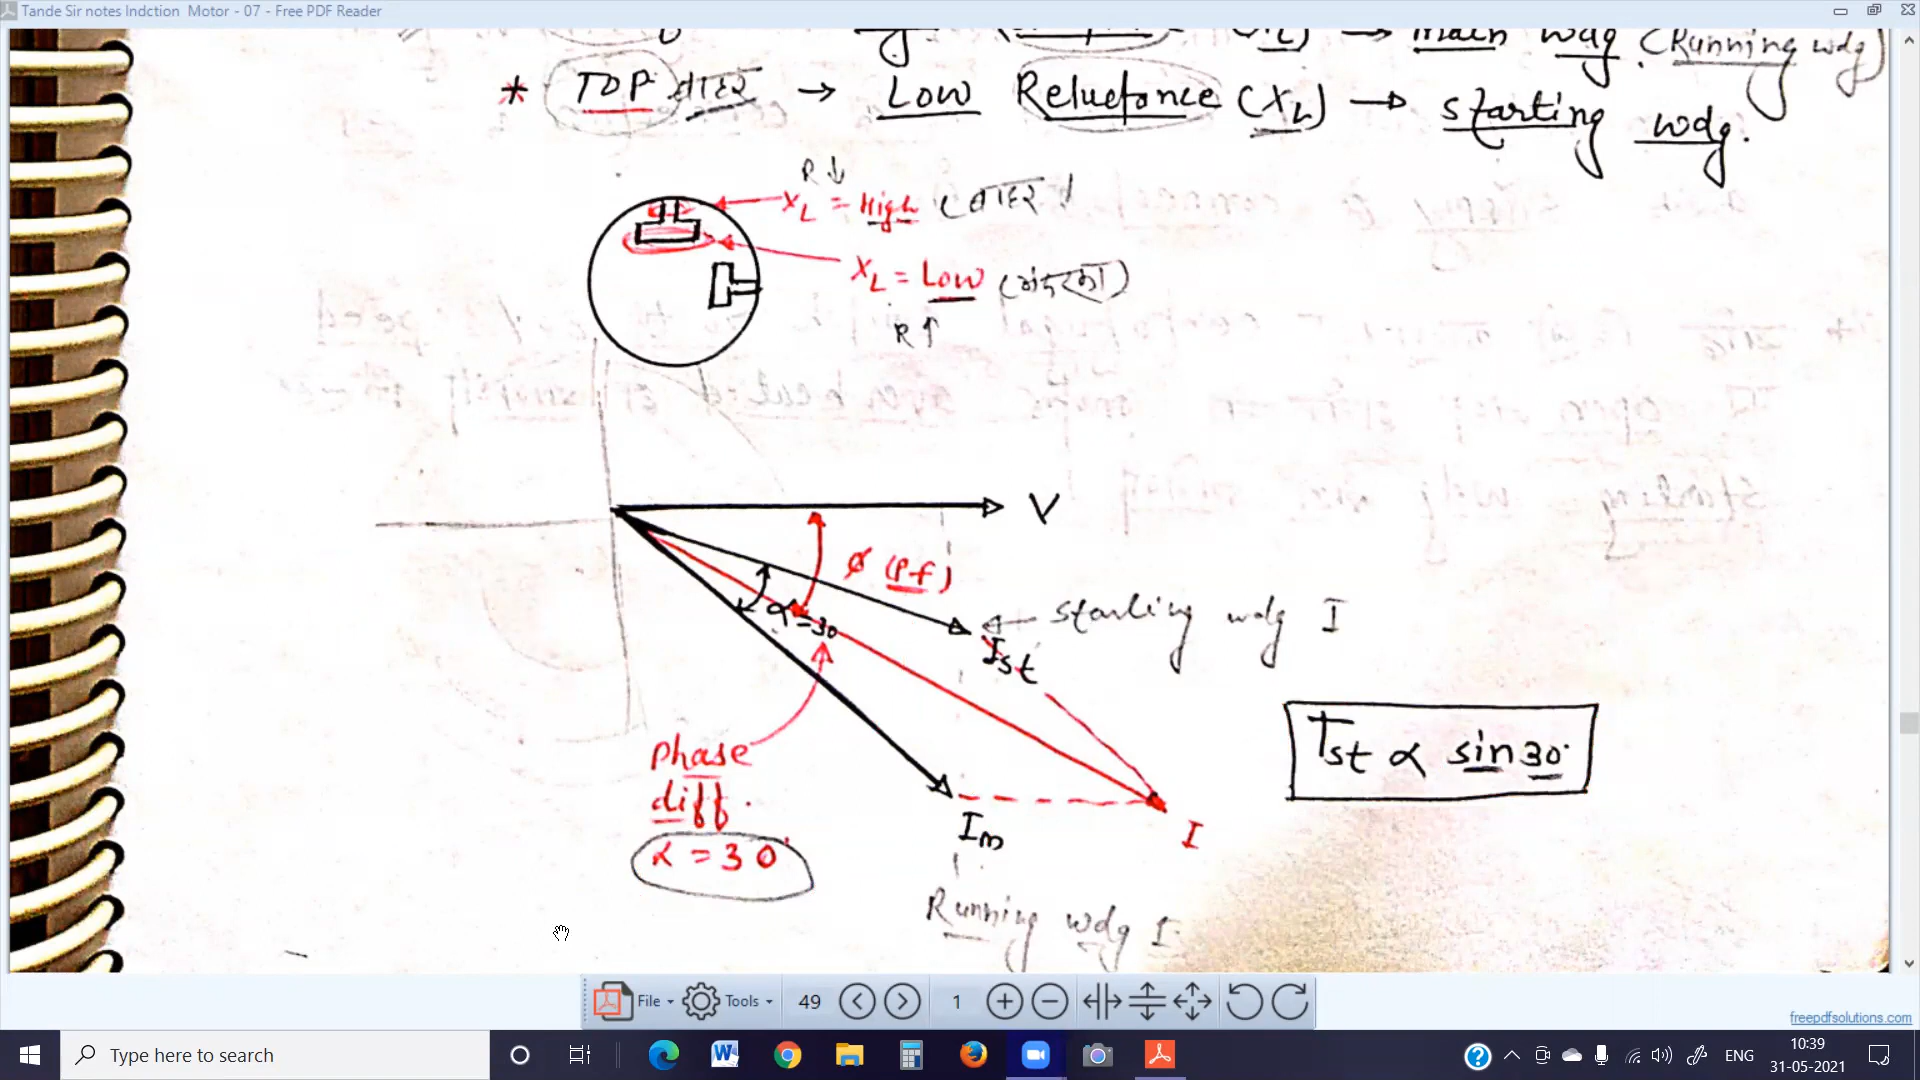 Tande Sir notes Indction Motor - 07 - Free PDF Reader
→ main wdg. (Running wdg)
* TOP → Low Reluctance (XL) → starting wdg.
R↓
XL = High
XL = Low
R↑
V
φ (P.f)
α=30
← starting wdg I
Ist
Phase
diff.
α = 30°
Tst α sin 30°
Im
I
Running wdg I
File
Tools
49
1
freepdfsolutions.com
Type here to search
ENG
10:39
31-05-2021